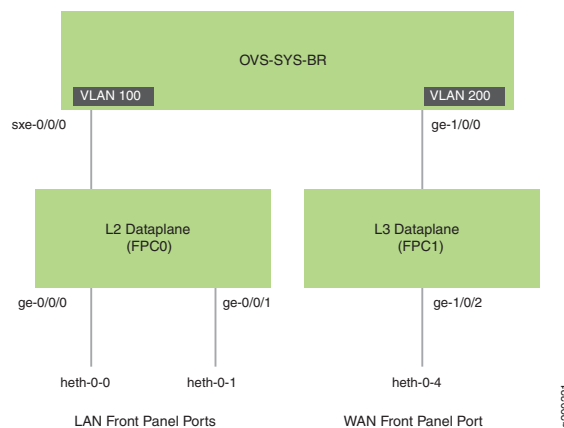 OVS-SYS-BR
VLAN 100
VLAN 200
sxe-0/0/0
ge-1/0/0
L2 Dataplane
(FPC0)
L3 Dataplane
(FPC1)
ge-0/0/0
ge-0/0/1
ge-1/0/2
heth-0-0
heth-0-1
heth-0-4
LAN Front Panel Ports
WAN Front Panel Port